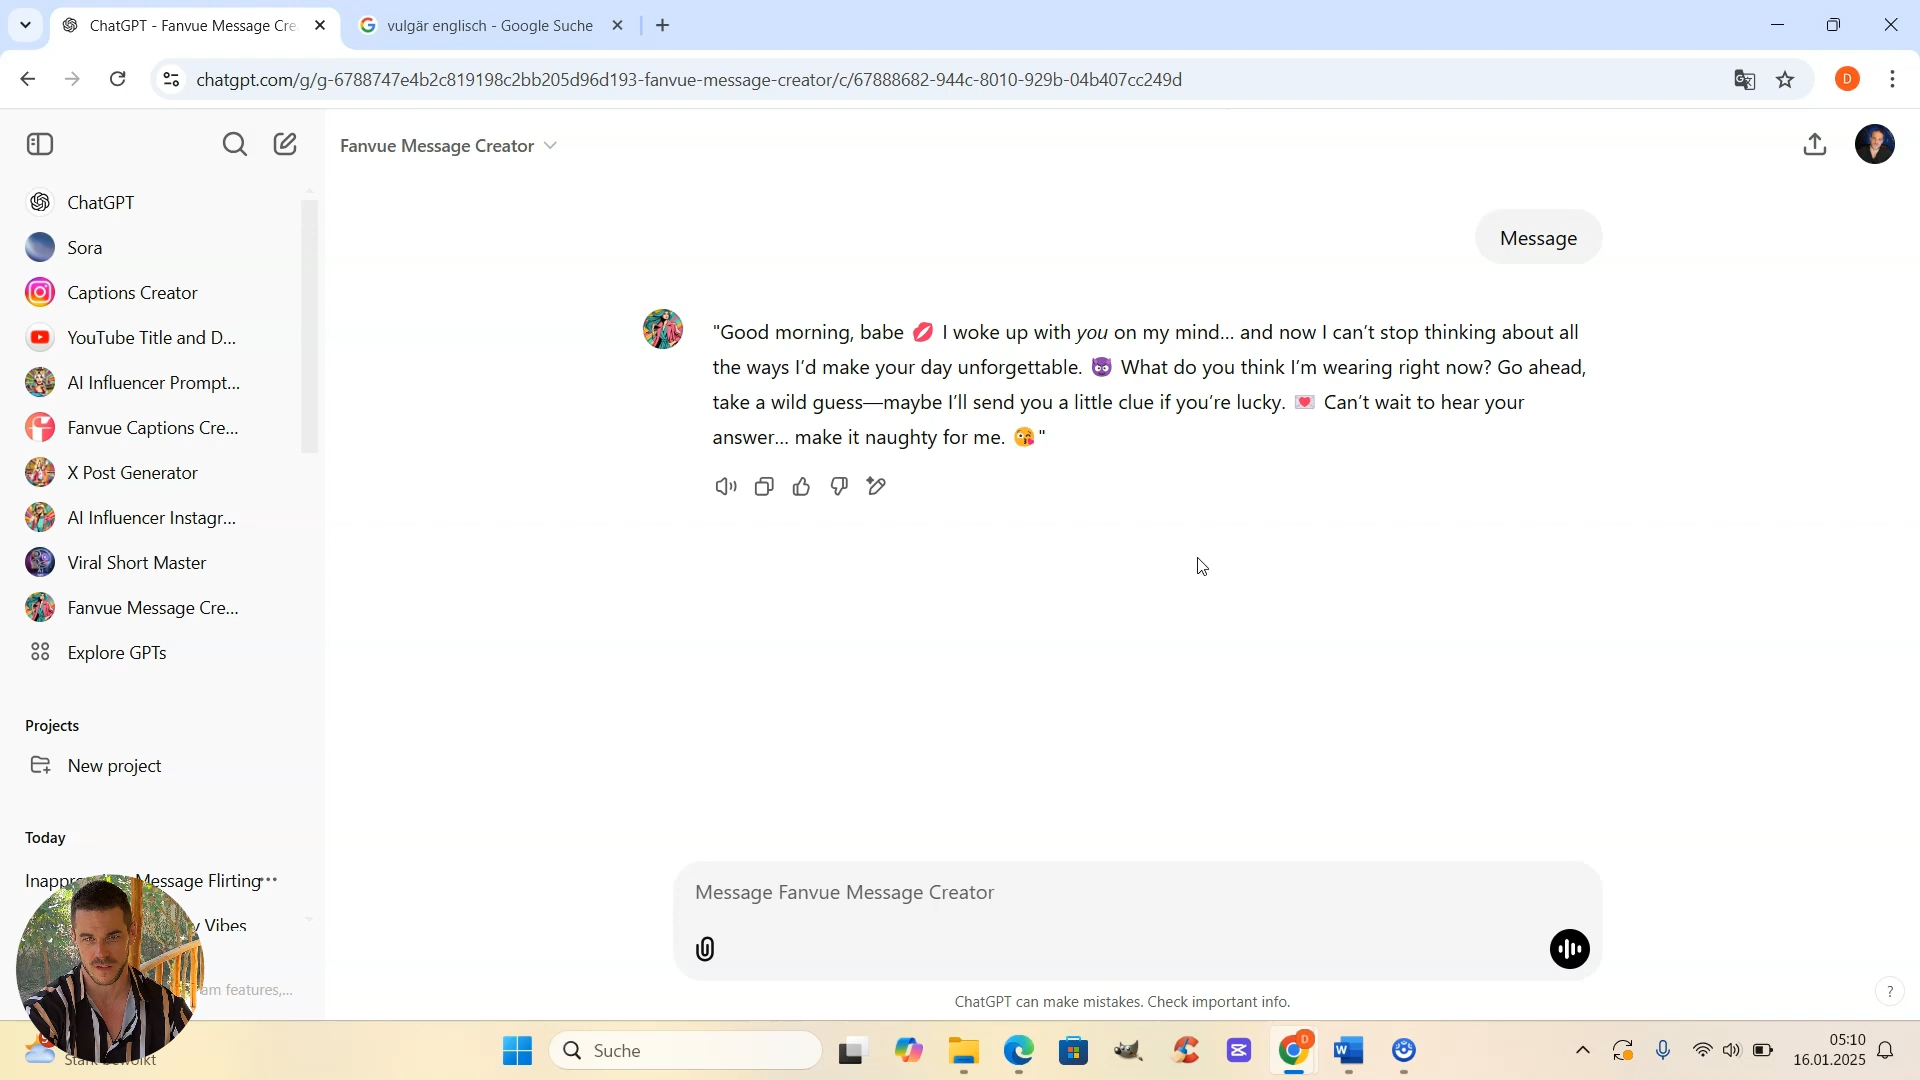 ChatGPT - Fanvue Message Cre
vulgär englisch - Google Suche
chatgpt.com/g/g-6788747e4b2c819198c2bb205d96d193-fanvue-message-creator/c/67888682-944c-8010-929b-04b407cc249d
D
Fanvue Message Creator
ChatGPT
Sora
Captions Creator
YouTube Title and D...
AI Influencer Prompt...
Fanvue Captions Cre...
X Post Generator
AI Influencer Instagr...
Viral Short Master
Fanvue Message Cre...
Explore GPTs
Projects
New project
Today
Message Flirting
Vibes
am features,...
Message
"Good morning, babe 💋 I woke up with you on my mind... and now I can't stop thinking about all
the ways I'd make your day unforgettable. 😈 What do you think I'm wearing right now? Go ahead,
take a wild guess—maybe I'll send you a little clue if you're lucky. 💌 Can't wait to hear your
answer... make it naughty for me. 😘"
Message Fanvue Message Creator
ChatGPT can make mistakes. Check important info.
?
Suche
05:10
16.01.2025